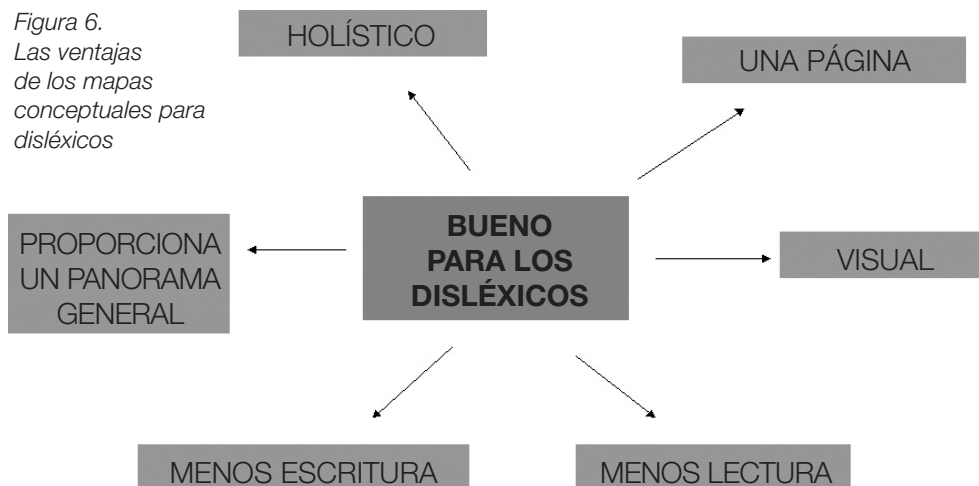 Figura 6.
Las ventajas
de los mapas
conceptuales para
disléxicos
HOLÍSTICO
UNA PÁGINA
PROPORCIONA
UN PANORAMA
GENERAL
BUENO
PARA LOS
DISLÉXICOS
VISUAL
MENOS ESCRITURA
MENOS LECTURA